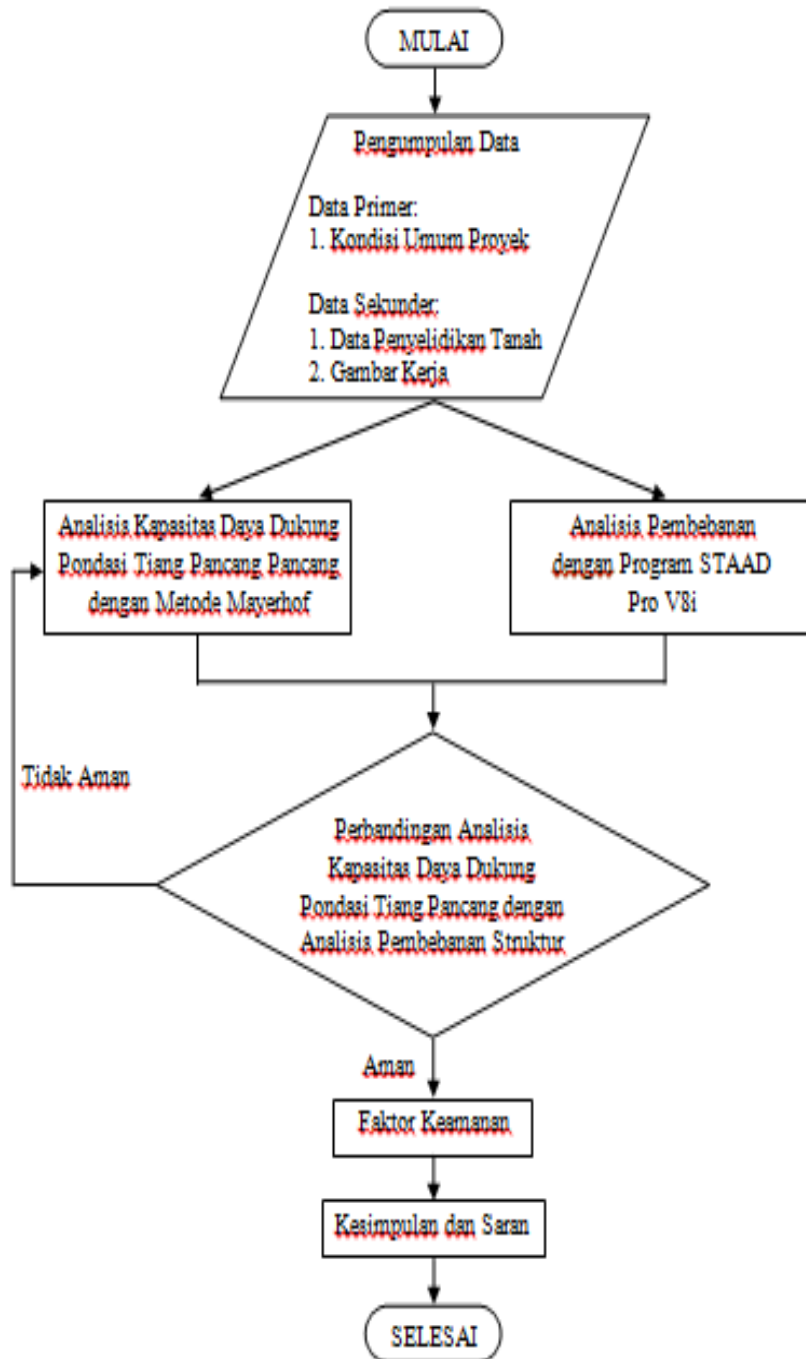 MULAI
Pengumpulan Data
Data Primer:
1. Kondisi Umum Proyek
Data Sekunder:
1. Data Penyelidikan Tanah
2. Gambar Kerja
Analisis Kapasitas Daya Dukung
Pondasi Tiang Pancang Pancang
dengan Metode Mayerhof
Analisis Pembebanan
dengan Program STAAD
Pro V8i
Tidak Aman
Perbandingan Analisis
Kapasitas Daya Dukung
Pondasi Tiang Pancang dengan
Analisis Pembebanan Struktur
Aman
Faktor Keamanan
Kesimpulan dan Saran
SELESAI